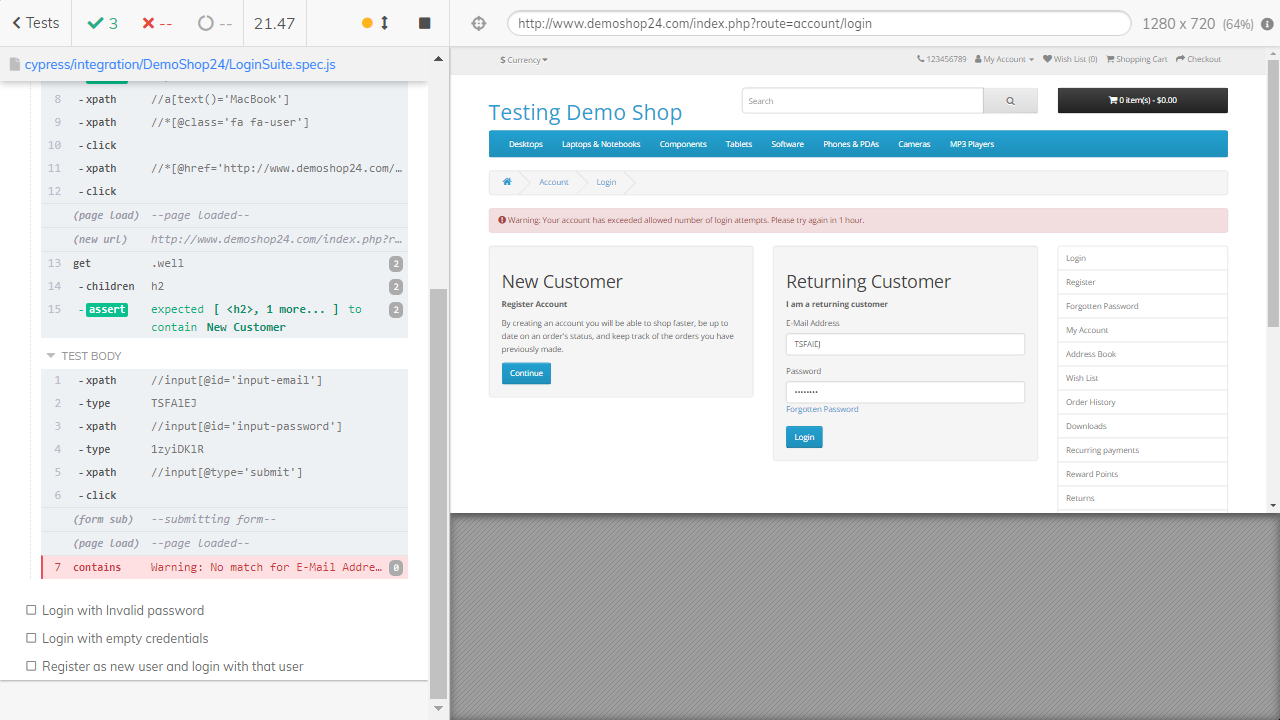 Tests
3
--
--
21.47
http://www.demoshop24.com/index.php?route=account/login
1280 x 720 (64%)
cypress/integration/DemoShop24/LoginSuite.spec.js
8 - xpath //a[text()='MacBook']
9 - xpath //*[@class='fa fa-user']
10 - click
11 - xpath //*[@href='http://www.demoshop24.com/…
12 - click
(page load) --page loaded--
(new url) http://www.demoshop24.com/index.php?r…
13 get .well 2
14 - children h2 2
15 - assert expected [ <h2>, 1 more... ] to 2
contain New Customer
TEST BODY
1 - xpath //input[@id='input-email']
2 - type TSFA1EJ
3 - xpath //input[@id='input-password']
4 - type 1zyiDKlR
5 - xpath //input[@type='submit']
6 - click
(form sub) --submitting form--
(page load) --page loaded--
7 contains Warning: No match for E-Mail Addre… 0
Login with Invalid password
Login with empty credentials
Register as new user and login with that user
$ Currency
123456789 My Account Wish List (0) Shopping Cart Checkout
Testing Demo Shop
Search
0 item(s) - $0.00
Desktops Laptops & Notebooks Components Tablets Software Phones & PDAs Cameras MP3 Players
Account Login
Warning: Your account has exceeded allowed number of login attempts. Please try again in 1 hour.
New Customer
Register Account
By creating an account you will be able to shop faster, be up to
date on an order's status, and keep track of the orders you have
previously made.
Continue
Returning Customer
I am a returning customer
E-Mail Address
TSFA1EJ
Password
••••••••
Forgotten Password
Login
Login
Register
Forgotten Password
My Account
Address Book
Wish List
Order History
Downloads
Recurring payments
Reward Points
Returns